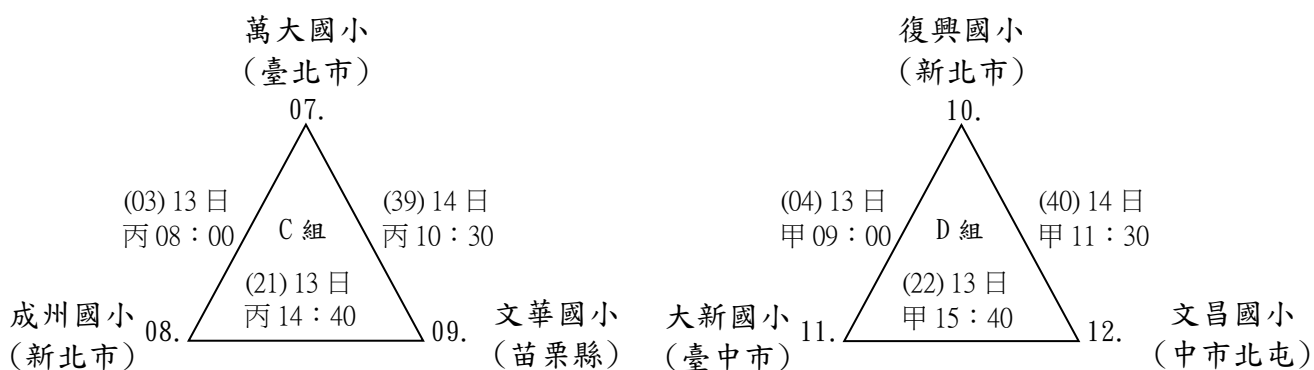 萬大國小
(臺北市)
07.
(03) 13 日
丙 08：00
C 組
(39) 14 日
丙 10：30
(21) 13 日
丙 14：40
成州國小
(新北市)
08.
09.
文華國小
(苗栗縣)
復興國小
(新北市)
10.
(04) 13 日
甲 09：00
D 組
(40) 14 日
甲 11：30
(22) 13 日
甲 15：40
大新國小
(臺中市)
11.
12.
文昌國小
(中市北屯)